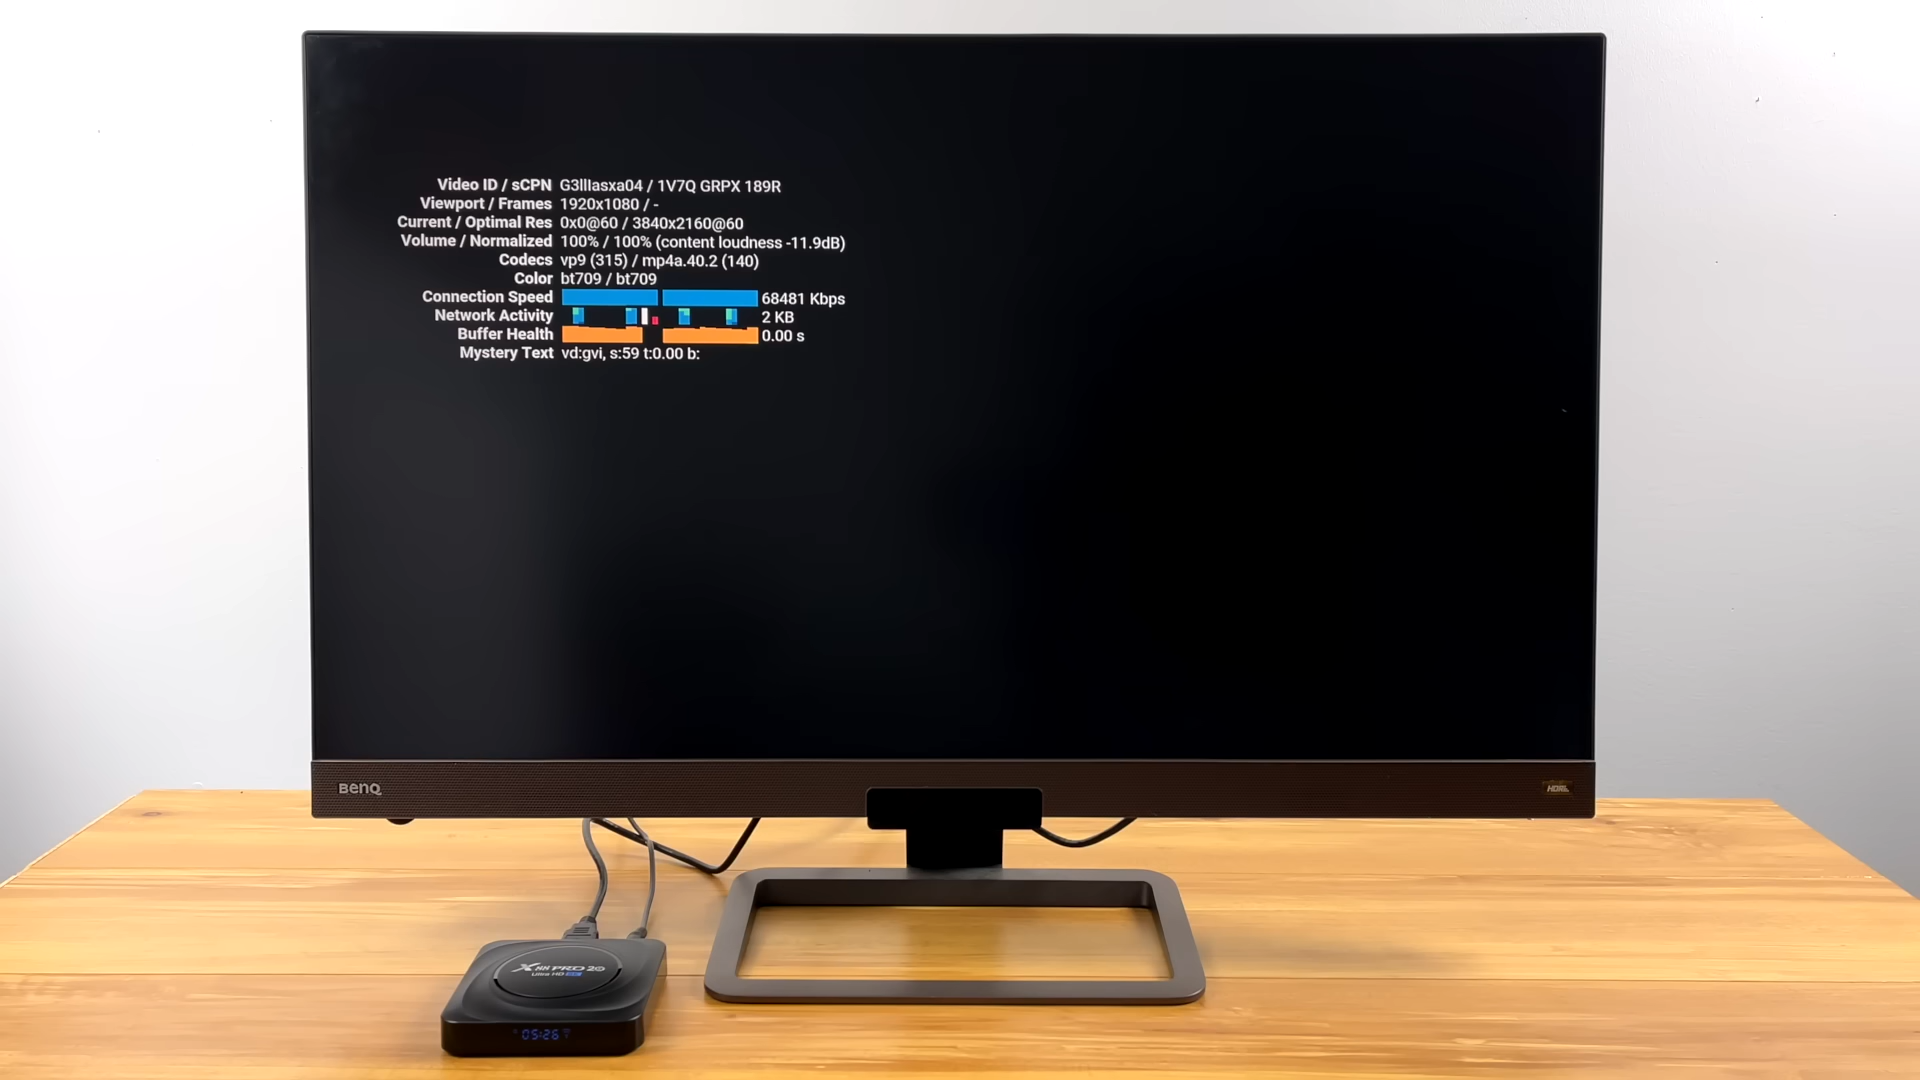 Video ID / sCPN G3lllasxa04 / 1V7Q GRPX 189R
Viewport / Frames 1920x1080 / -
Current / Optimal Res 0x0@60 / 3840x2160@60
Volume / Normalized 100% / 100% (content loudness -11.9dB)
Codecs vp9 (315) / mp4a.40.2 (140)
Color bt709 / bt709
Connection Speed 68481 Kbps
Network Activity 2 KB
Buffer Health 0.00 s
Mystery Text vd:gvi, s:59 t:0.00 b:
BenQ
HDRi
X88 PRO 20
Ultra HD
05:26